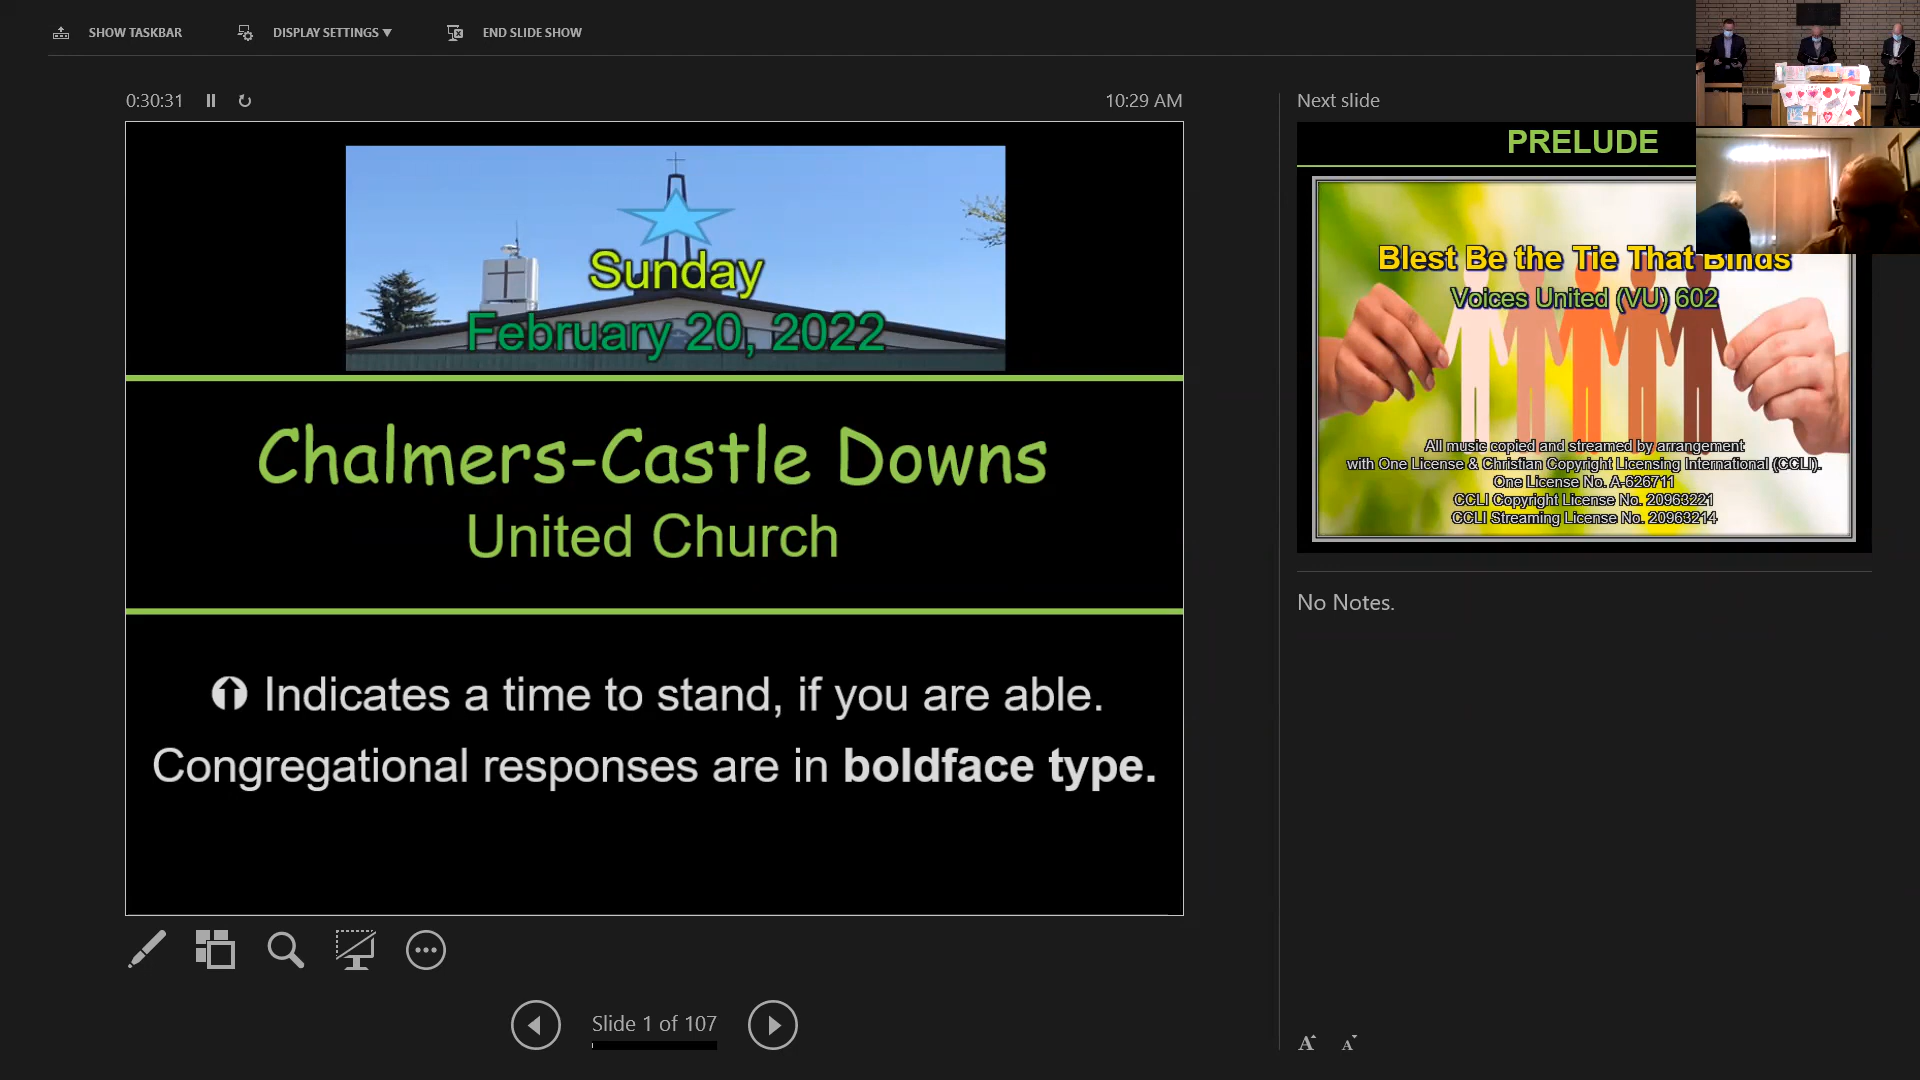 SHOW TASKBAR
DISPLAY SETTINGS ▼
END SLIDE SHOW
0:30:31
10:29 AM
Sunday
February 20, 2022
Chalmers-Castle Downs
United Church
Indicates a time to stand, if you are able.
Congregational responses are in boldface type.
Slide 1 of 107
Next slide
PRELUDE
Blest Be the Tie That Binds
Voices United (VU) 602
All music copied and streamed by arrangement
with One License & Christian Copyright Licensing International (CCLI).
One License No. A-626711
CCLI Copyright License No. 20963221
CCLI Streaming License No. 20963214
No Notes.
A A